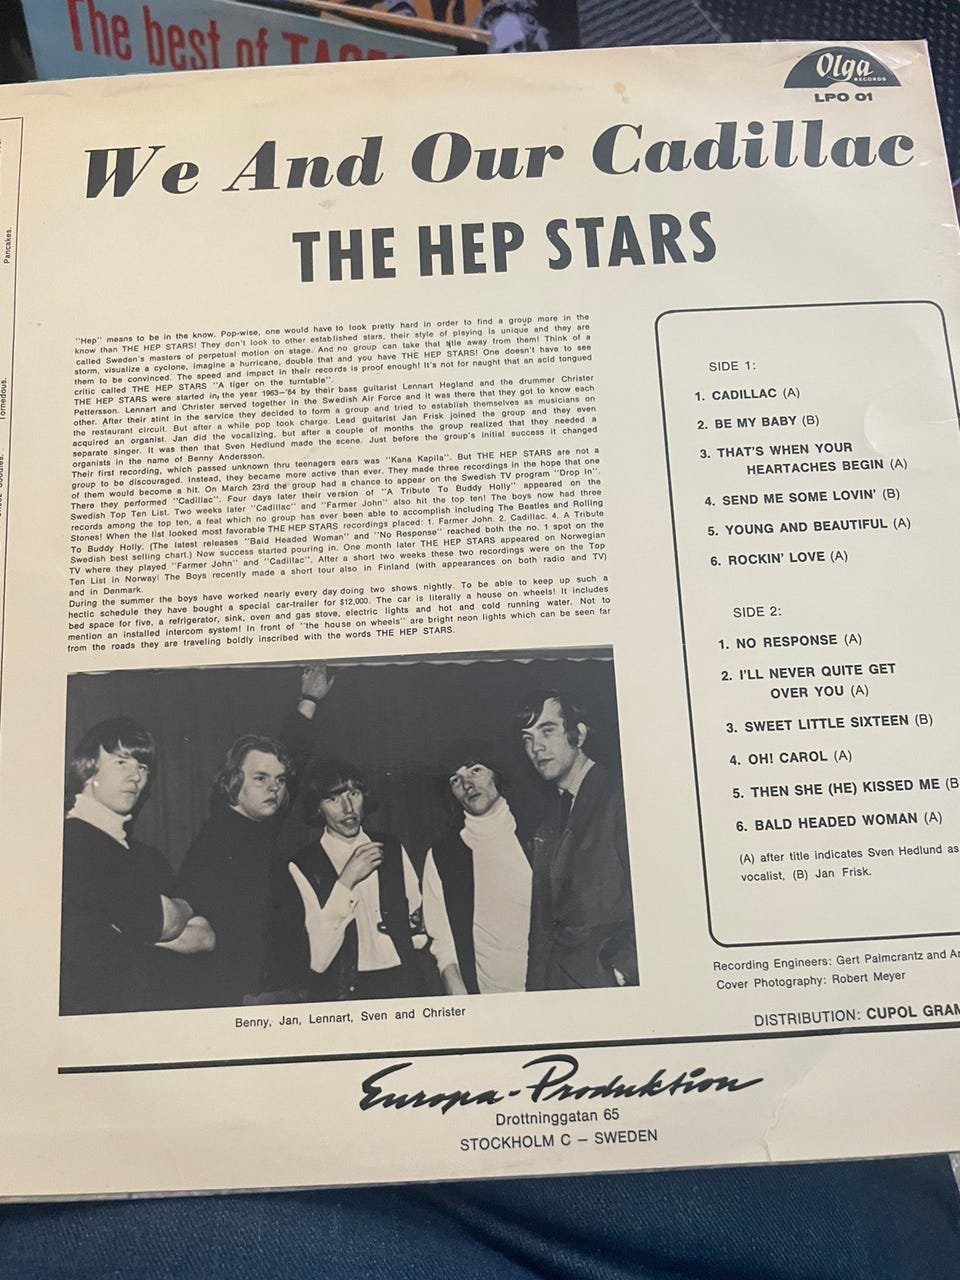 The best of
Olga
RECORDS
LPO 01
We And Our Cadillac
THE HEP STARS
Pancakes.
"Hep" means to be in the know. Pop-wise, one would have to look pretty hard in order to find a group more in the
know than THE HEP STARS! They don't look to other established stars, their style of playing is unique and they are
called Sweden's masters of perpetual motion on stage. And no group can take that title away from them! Think of a
storm, visualize a cyclone, imagine a hurricane, double that and you have THE HEP STARS! One doesn't have to see
them to be convinced. The speed and impact in their records is proof enough! It's not for naught that an acid tongued
critic called THE HEP STARS "A tiger on the turntable".
THE HEP STARS were started in the year 1963–'64 by their bass guitarist Lennart Hegland and the drummer Christer
Pettersson. Lennart and Christer served together in the Swedish Air Force and it was there that they got to know each
other. After their stint in the service they decided to form a group and tried to establish themselves as musicians on
the restaurant circuit. But after a while pop took charge. Lead guitarist Jan Frisk joined the group and they even
acquired an organist. Jan did the vocalizing, but after a couple of months the group realized that they needed a
separate singer. It was then that Sven Hedlund made the scene. Just before the group's initial success it changed
organists in the name of Benny Andersson.
Their first recording, which passed unknown thru teenagers ears was "Kana Kapila". But THE HEP STARS are not a
group to be discouraged. Instead, they became more active than ever. They made three recordings in the hope that one
of them would become a hit. On March 23rd the group had a chance to appear on the Swedish TV program "Drop In".
There they performed "Cadillac". Four days later their version of "A Tribute To Buddy Holly" appeared on the
Swedish Top Ten List. Two weeks later "Cadillac" and "Farmer John" also hit the top ten! The boys now had three
records among the top ten, a feat which no group has ever been able to accomplish including The Beatles and Rolling
Stones! When the list looked most favorable THE HEP STARS recordings placed: 1. Farmer John. 2. Cadillac. 4. A Tribute
To Buddy Holly. (The latest releases "Bald Headed Woman" and "No Response" reached both the no. 1 spot on the
Swedish best selling chart.) Now success started pouring in. One month later THE HEP STARS appeared on Norwegian
TV where they played "Farmer John" and "Cadillac". After a short two weeks these two recordings were on the Top
Ten List in Norway! The Boys recently made a short tour also in Finland (with appearances on both radio and TV)
and in Denmark.
During the summer the boys have worked nearly every day doing two shows nightly. To be able to keep up such a
hectic schedule they have bought a special car-trailer for $12,000. The car is literally a house on wheels! It includes
bed space for five, a refrigerator, sink, oven and gas stove, electric lights and hot and cold running water. Not to
mention an installed intercom system! In front of "the house on wheels" are bright neon lights which can be seen far
from the roads they are traveling boldly inscribed with the words THE HEP STARS.
Benny, Jan, Lennart, Sven and Christer
SIDE 1:
1. CADILLAC (A)
2. BE MY BABY (B)
3. THAT'S WHEN YOUR
HEARTACHES BEGIN (A)
4. SEND ME SOME LOVIN' (B)
5. YOUNG AND BEAUTIFUL (A)
6. ROCKIN' LOVE (A)
SIDE 2:
1. NO RESPONSE (A)
2. I'LL NEVER QUITE GET
OVER YOU (A)
3. SWEET LITTLE SIXTEEN (B)
4. OH! CAROL (A)
5. THEN SHE (HE) KISSED ME (B
6. BALD HEADED WOMAN (A)
(A) after title indicates Sven Hedlund as
vocalist, (B) Jan Frisk.
Recording Engineers: Gert Palmcrantz and
Cover Photography: Robert Meyer
DISTRIBUTION: CUPOL GRAM
Europa-Produktion
Drottninggatan 65
STOCKHOLM C – SWEDEN